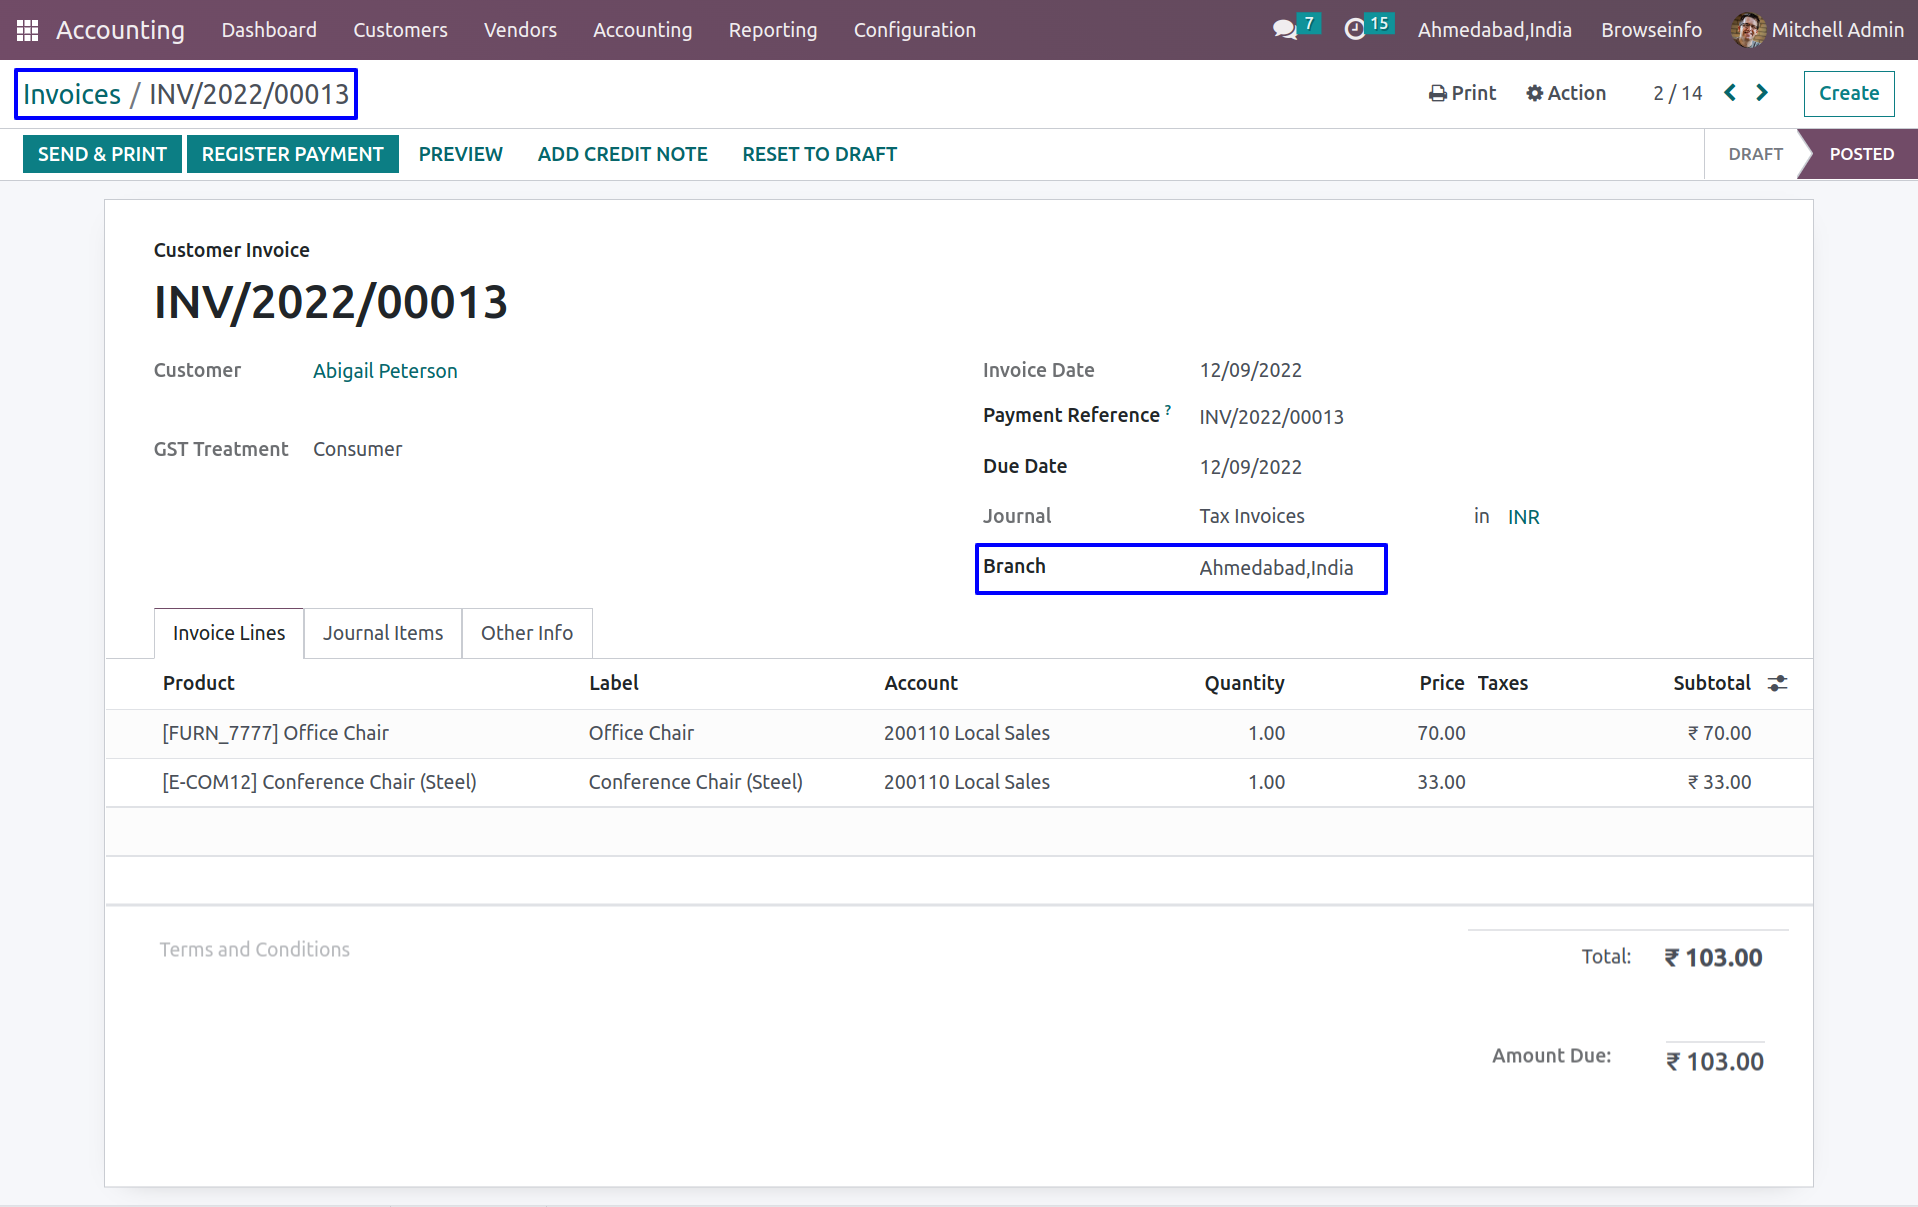 Accounting Dashboard Customers Vendors Accounting Reporting Configuration 7 15 Ahmedabad,India Browseinfo Mitchell Admin
Invoices / INV/2022/00013 Print Action 2 / 14 Create
SEND & PRINT REGISTER PAYMENT PREVIEW ADD CREDIT NOTE RESET TO DRAFT DRAFT POSTED
Customer Invoice
INV/2022/00013
Customer Abigail Peterson Invoice Date 12/09/2022
Payment Reference ? INV/2022/00013
GST Treatment Consumer Due Date 12/09/2022
Journal Tax Invoices in INR
Branch Ahmedabad,India
Invoice Lines Journal Items Other Info
Product Label Account Quantity Price Taxes Subtotal
[FURN_7777] Office Chair Office Chair 200110 Local Sales 1.00 70.00 ₹ 70.00
[E-COM12] Conference Chair (Steel) Conference Chair (Steel) 200110 Local Sales 1.00 33.00 ₹ 33.00
Terms and Conditions Total: ₹ 103.00
Amount Due: ₹ 103.00